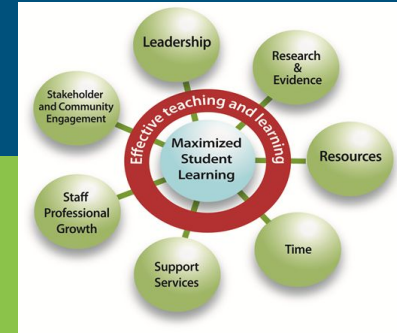 Leadership
Research
&
Evidence
Stakeholder
and Community
Engagement
Effective teaching and learning
Maximized
Student
Learning
Resources
Staff
Professional
Growth
Time
Support
Services